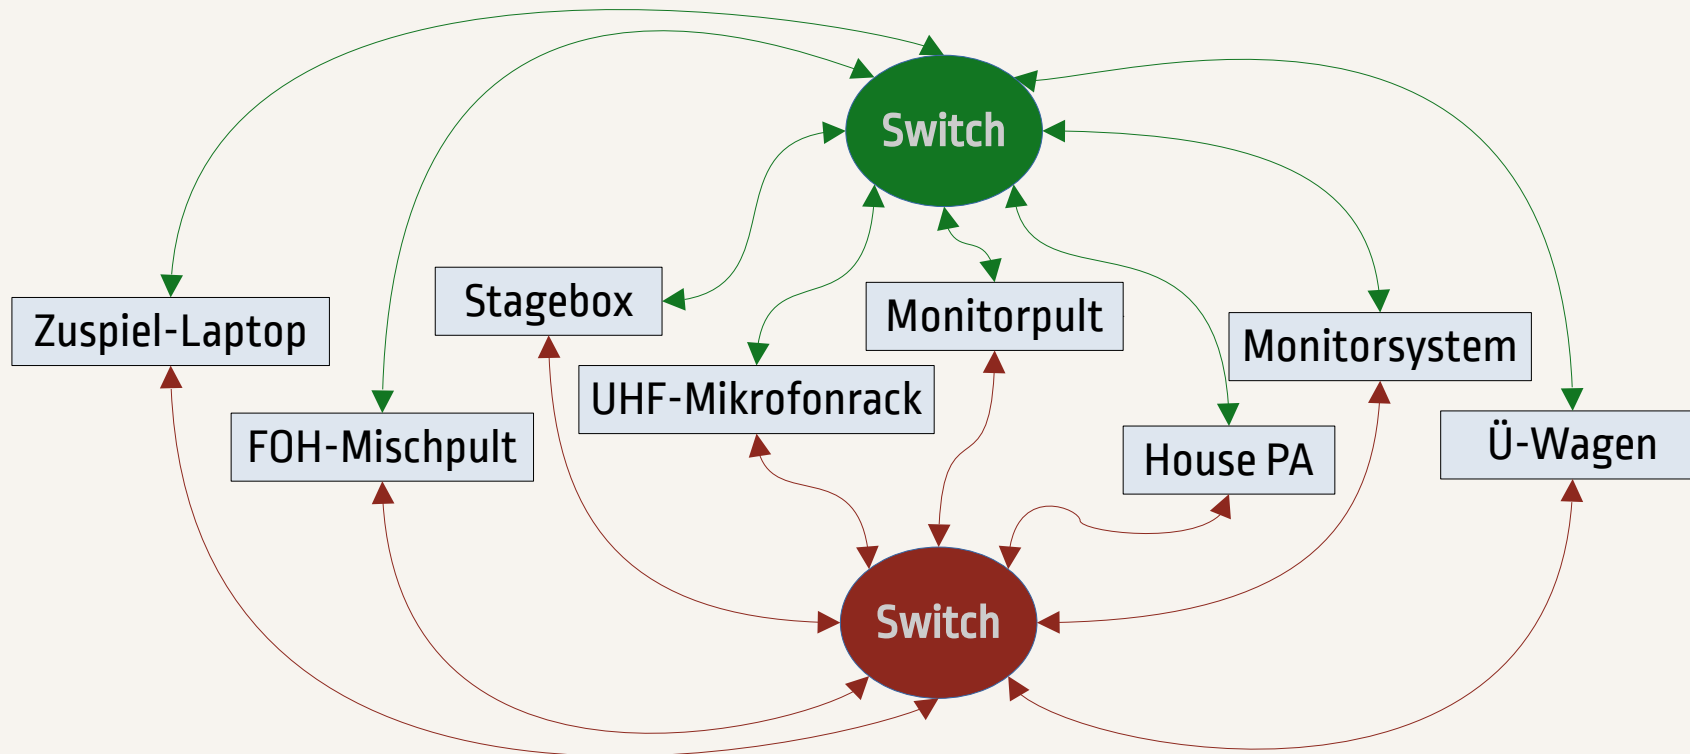 Switch
Stagebox
Monitorpult
Zuspiel-Laptop
Monitorsystem
UHF-Mikrofonrack
FOH-Mischpult
House PA
Ü-Wagen
Switch